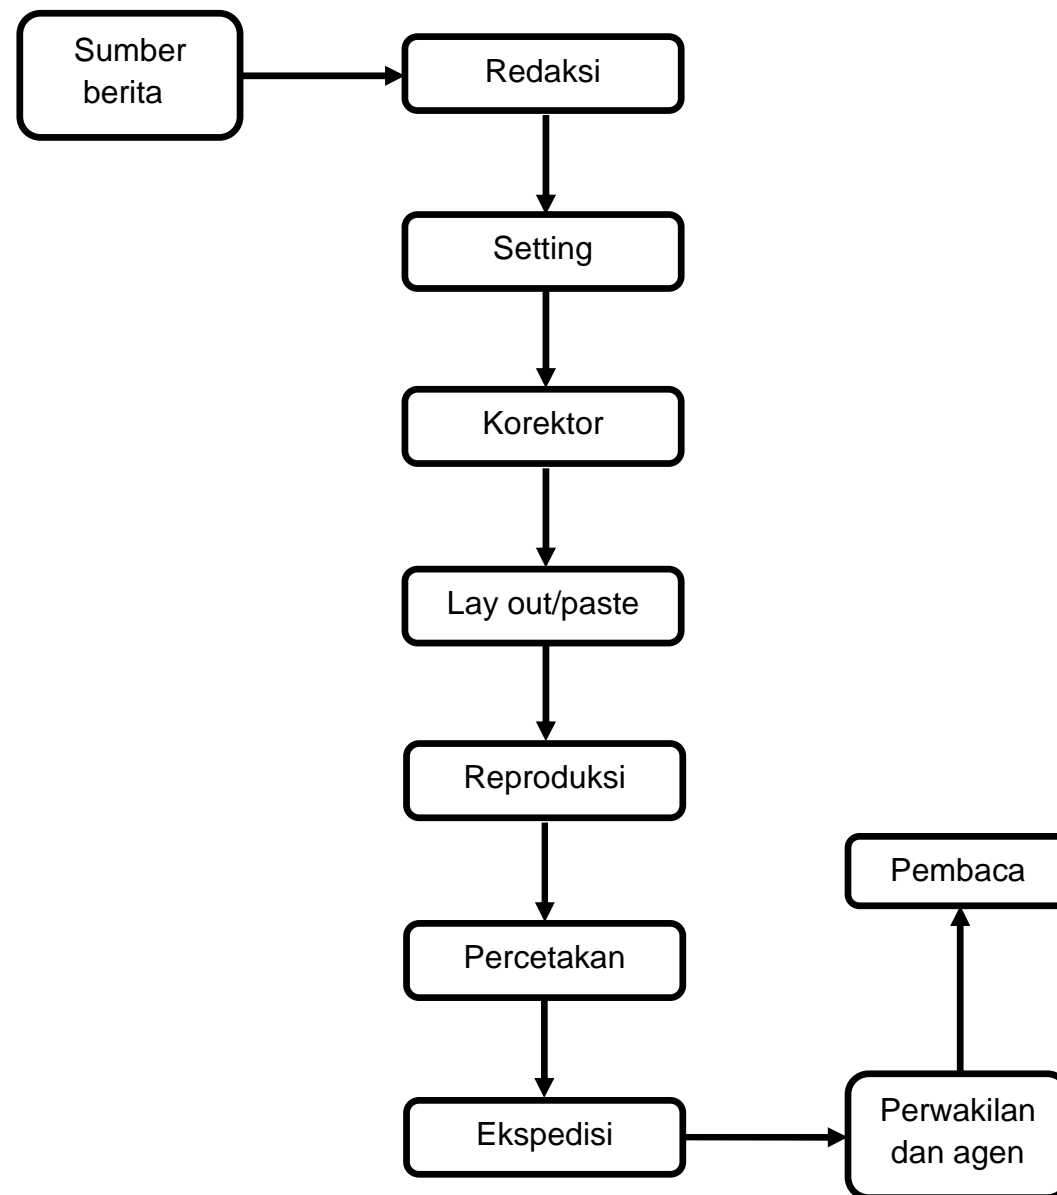 Sumber
berita
Redaksi
Setting
Korektor
Lay out/paste
Reproduksi
Percetakan
Ekspedisi
Perwakilan
dan agen
Pembaca